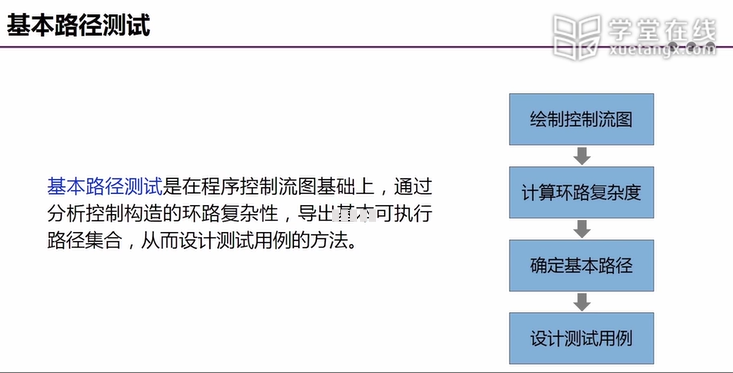 基本路径测试
学堂在线
xuetangx.com
基本路径测试是在程序控制流图基础上，通过
分析控制构造的环路复杂性，导出基本可执行
路径集合，从而设计测试用例的方法。
绘制控制流图
计算环路复杂度
确定基本路径
设计测试用例